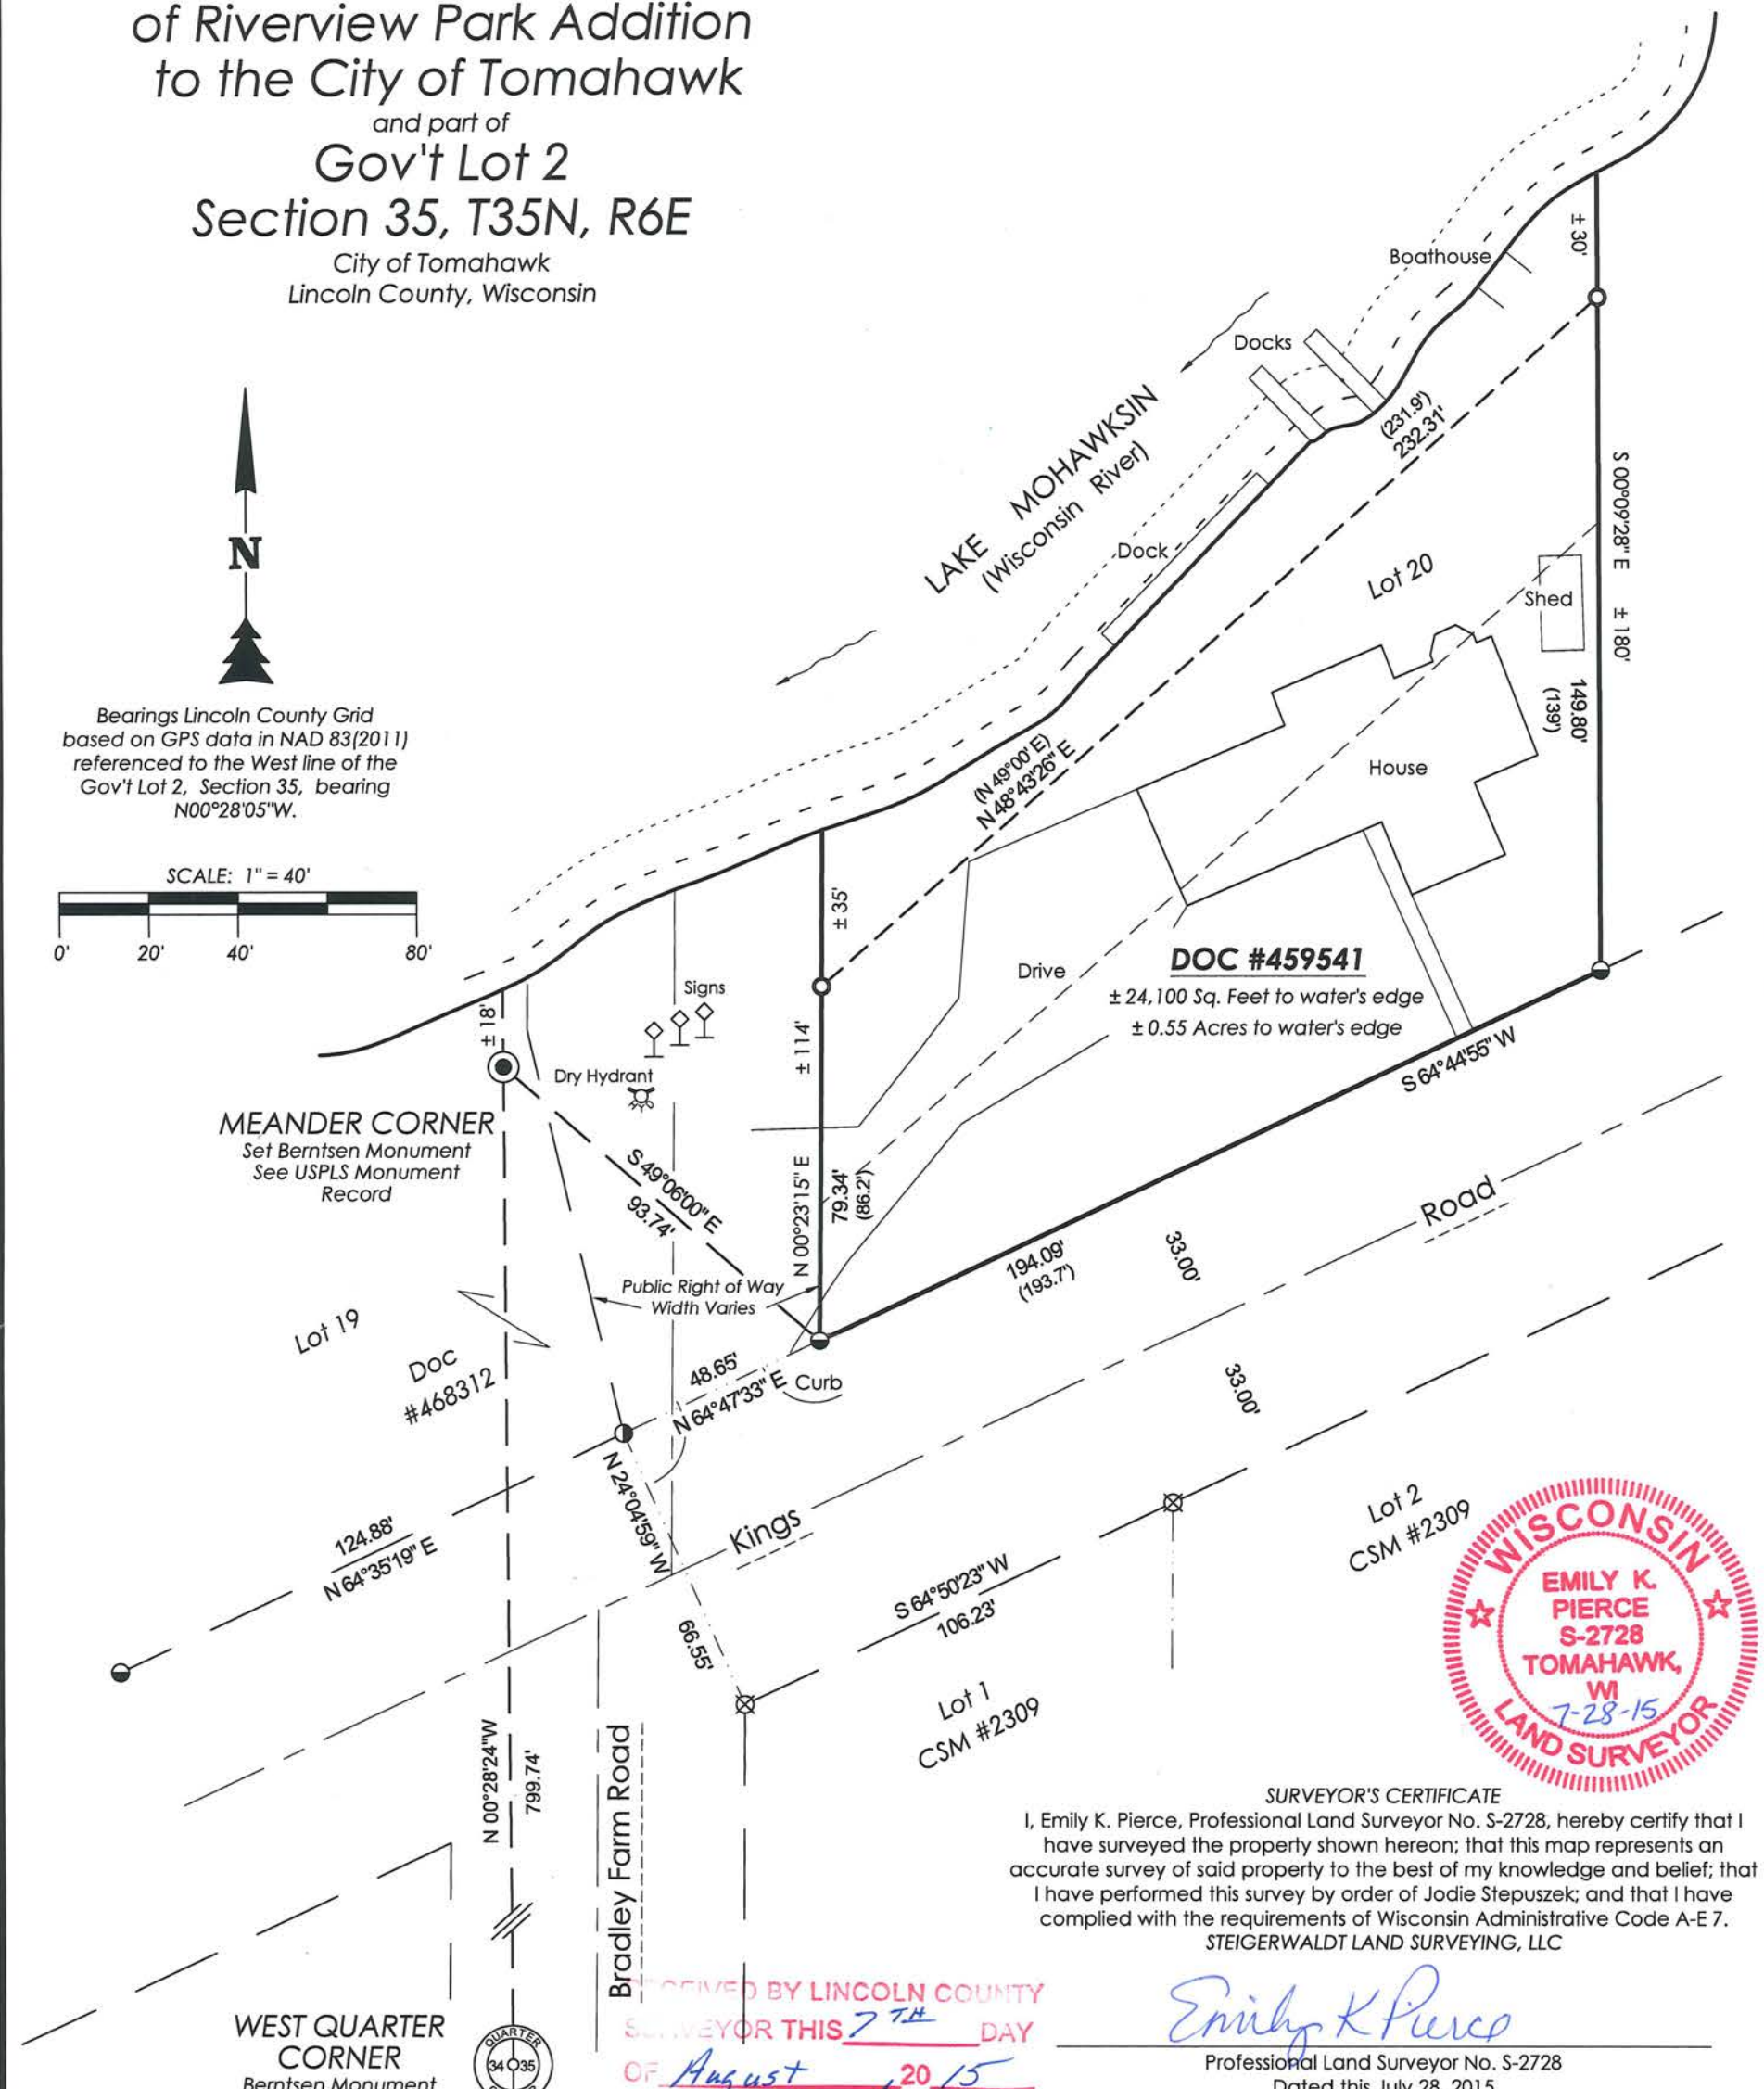 of Riverview Park Addition
to the City of Tomahawk
and part of
Gov't Lot 2
Section 35, T35N, R6E
City of Tomahawk
Lincoln County, Wisconsin
N
Bearings Lincoln County Grid
based on GPS data in NAD 83(2011)
referenced to the West line of the
Gov't Lot 2, Section 35, bearing
N00°28'05"W.
SCALE: 1" = 40'
0' 20' 40' 80'
LAKE MOHAWKSIN
(Wisconsin River)
Boathouse
Docks
Dock
± 30'
(231.9')
232.31'
S 00°09'28" E ± 180'
149.80'
(139')
Lot 20
Shed
House
(N 49°00' E)
N 48°43'26" E
± 35'
Drive
DOC #459541
± 24,100 Sq. Feet to water's edge
± 0.55 Acres to water's edge
S 64°44'55" W
Signs
± 18'
± 114'
Dry Hydrant
MEANDER CORNER
Set Berntsen Monument
See USPLS Monument
Record
S 49°06'00" E
93.74'
N 00°23'15" E
79.34'
(86.2')
194.09'
(193.7')
33.00'
Road
Public Right of Way
Width Varies
Lot 19
Doc
#468312
48.65'
N 64°47'33" E
Curb
33.00'
N 24°04'59" W
66.55'
Kings
124.88'
N 64°35'19" E
S 64°50'23" W
106.23'
Lot 2
CSM #2309
Lot 1
CSM #2309
N 00°28'24" W
799.74'
Bradley Farm Road
WISCONSIN
EMILY K.
PIERCE
S-2728
TOMAHAWK,
WI
7-28-15
LAND SURVEYOR
SURVEYOR'S CERTIFICATE
I, Emily K. Pierce, Professional Land Surveyor No. S-2728, hereby certify that I
have surveyed the property shown hereon; that this map represents an
accurate survey of said property to the best of my knowledge and belief; that
I have performed this survey by order of Jodie Stepuszek; and that I have
complied with the requirements of Wisconsin Administrative Code A-E 7.
STEIGERWALDT LAND SURVEYING, LLC
Emily K Pierce
Professional Land Surveyor No. S-2728
Dated this July 28, 2015
BY LINCOLN COUNTY
THIS 7TH DAY
OF August, 20 15
WEST QUARTER
CORNER
Berntsen Monument
QUARTER
34 35